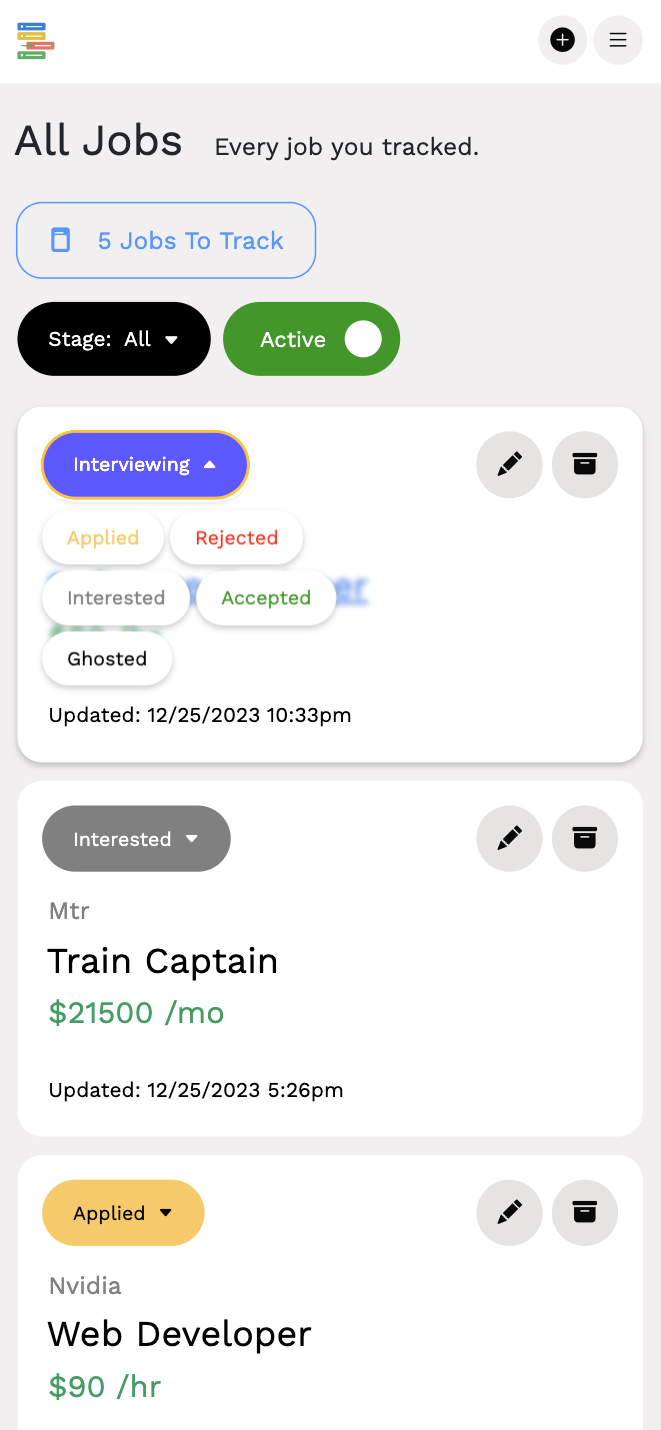 All Jobs Every job you tracked.
5 Jobs To Track
Stage: All Active
Interviewing
Applied Rejected
Interested Accepted
Ghosted
Updated: 12/25/2023 10:33pm
Interested
Mtr
Train Captain
$21500 /mo
Updated: 12/25/2023 5:26pm
Applied
Nvidia
Web Developer
$90 /hr